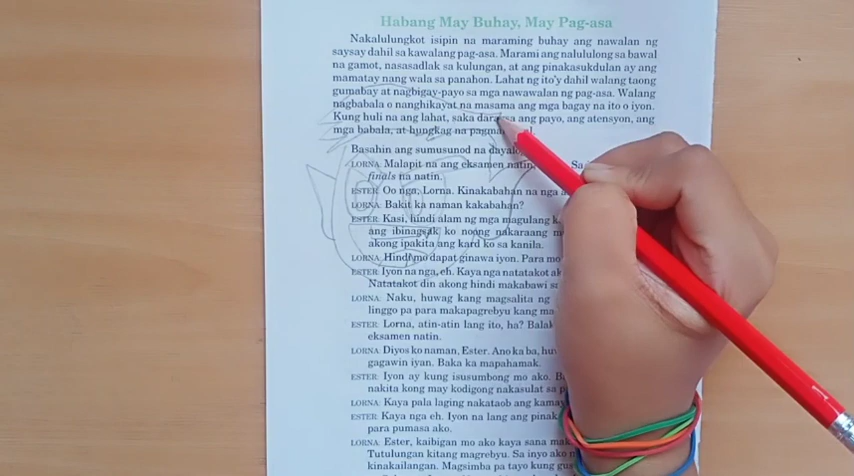 Habang May Buhay, May Pag-asa
Nakalulungkot isipin na maraming buhay ang nawalan ng
saysay dahil sa kawalang pag-asa. Marami ang nalululong sa bawal
na gamot, nasasadlak sa kulungan, at ang pinakasukdulan ay ang
mamatay nang wala sa panahon. Lahat ng ito'y dahil walang taong
gumabay at nagbigay-payo sa mga nawawalan ng pag-asa. Walang
nagbabala o nanghikayat na masama ang mga bagay na ito o iyon.
Kung huli na ang lahat, saka darating ang payo, ang atensyon, ang
mga babala, at
Basahin ang sumusunod na
LORNA: Malapit na ang eksamen natin,
finals na natin.
ESTER: Oo nga, Lorna. Kinakabahan na nga
LORNA: Bakit ka naman kakabahan?
ESTER: Kasi, hindi alam ng mga magulang
ang ibinagsak ko noong nakaraang
akong ipakita ang kard ko sa kanila.
LORNA: Hindi mo dapat ginawa iyon. Para mo
ESTER: Iyon na nga, eh. Kaya nga natatakot
Natatakot din akong hindi makabawi
LORNA: Naku, huwag kang magsalita ng
linggo pa para makapagrebyu kang
ESTER: Lorna, atin-atin lang ito, ha?
eksamen natin.
LORNA: Diyos ko naman, Ester. Ano ka ba,
gagawin iyan. Baka ka mapahamak.
ESTER: Iyon ay kung isusumbong mo ako.
nakita kong may kodigong nakasulat sa
LORNA: Kaya pala laging nakataob ang
ESTER: Kaya nga eh. Iyon na lang ang
para pumasa ako.
LORNA: Ester, kaibigan mo ako kaya sana
Tutulungan kitang magrebyu. Sa inyo ako
kinakailangan. Magsimba pa tayo kung